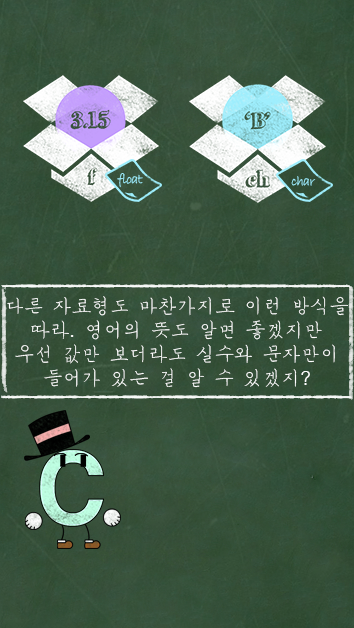 3.15
'B'
f
float
ch
char
다른 자료형도 마찬가지로 이런 방식을
따라. 영어의 뜻도 알면 좋겠지만
우선 값만 보더라도 실수와 문자만이
들어가 있는 걸 알 수 있겠지?
C